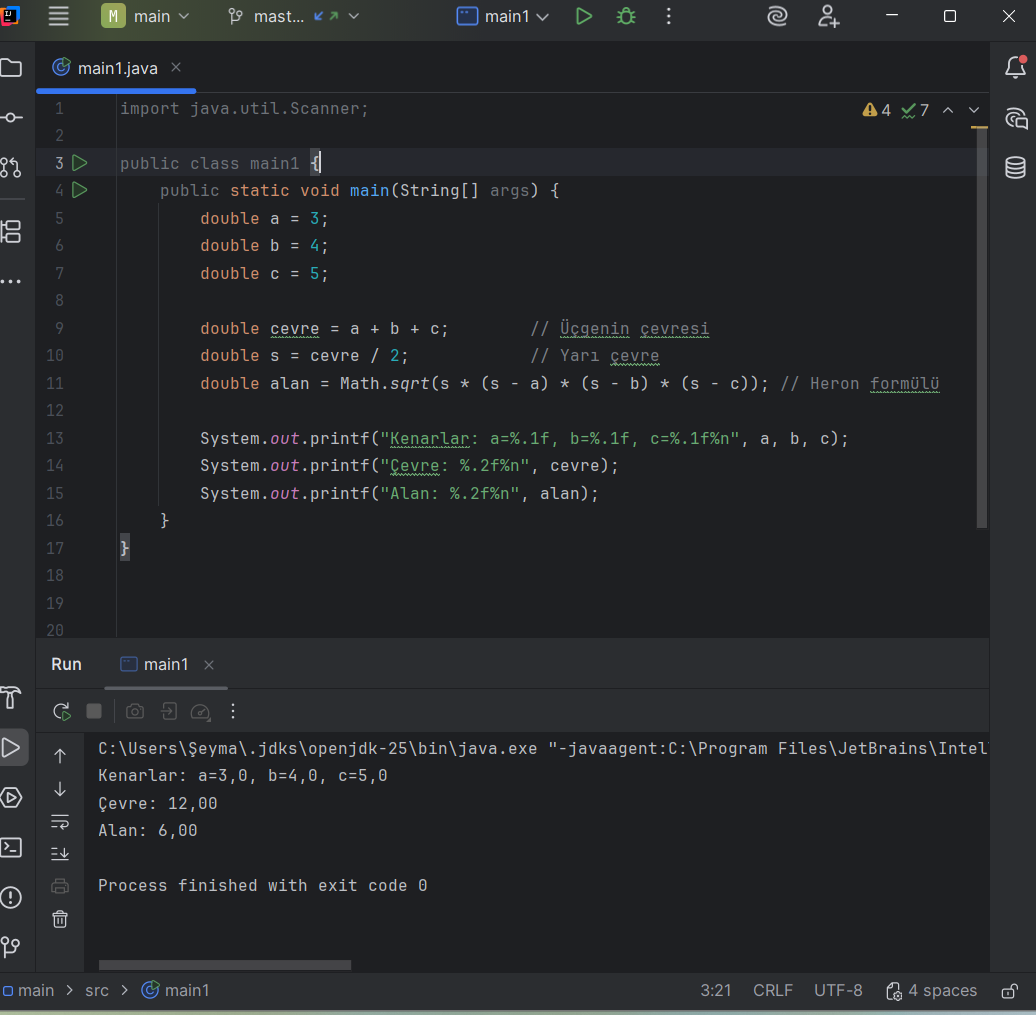 M main mast... main1
main1.java
4 7
1 import java.util.Scanner;
2
3 public class main1 {
4 public static void main(String[] args) {
5 double a = 3;
6 double b = 4;
7 double c = 5;
8
9 double cevre = a + b + c; // Üçgenin çevresi
10 double s = cevre / 2; // Yarı çevre
11 double alan = Math.sqrt(s * (s - a) * (s - b) * (s - c)); // Heron formülü
12
13 System.out.printf("Kenarlar: a=%.1f, b=%.1f, c=%.1f%n", a, b, c);
14 System.out.printf("Çevre: %.2f%n", cevre);
15 System.out.printf("Alan: %.2f%n", alan);
16 }
17 }
18
19
20
Run main1
C:\Users\Şeyma\.jdks\openjdk-25\bin\java.exe "-javaagent:C:\Program Files\JetBrains\Intel
Kenarlar: a=3,0, b=4,0, c=5,0
Çevre: 12,00
Alan: 6,00
Process finished with exit code 0
main > src > main1 3:21 CRLF UTF-8 4 spaces